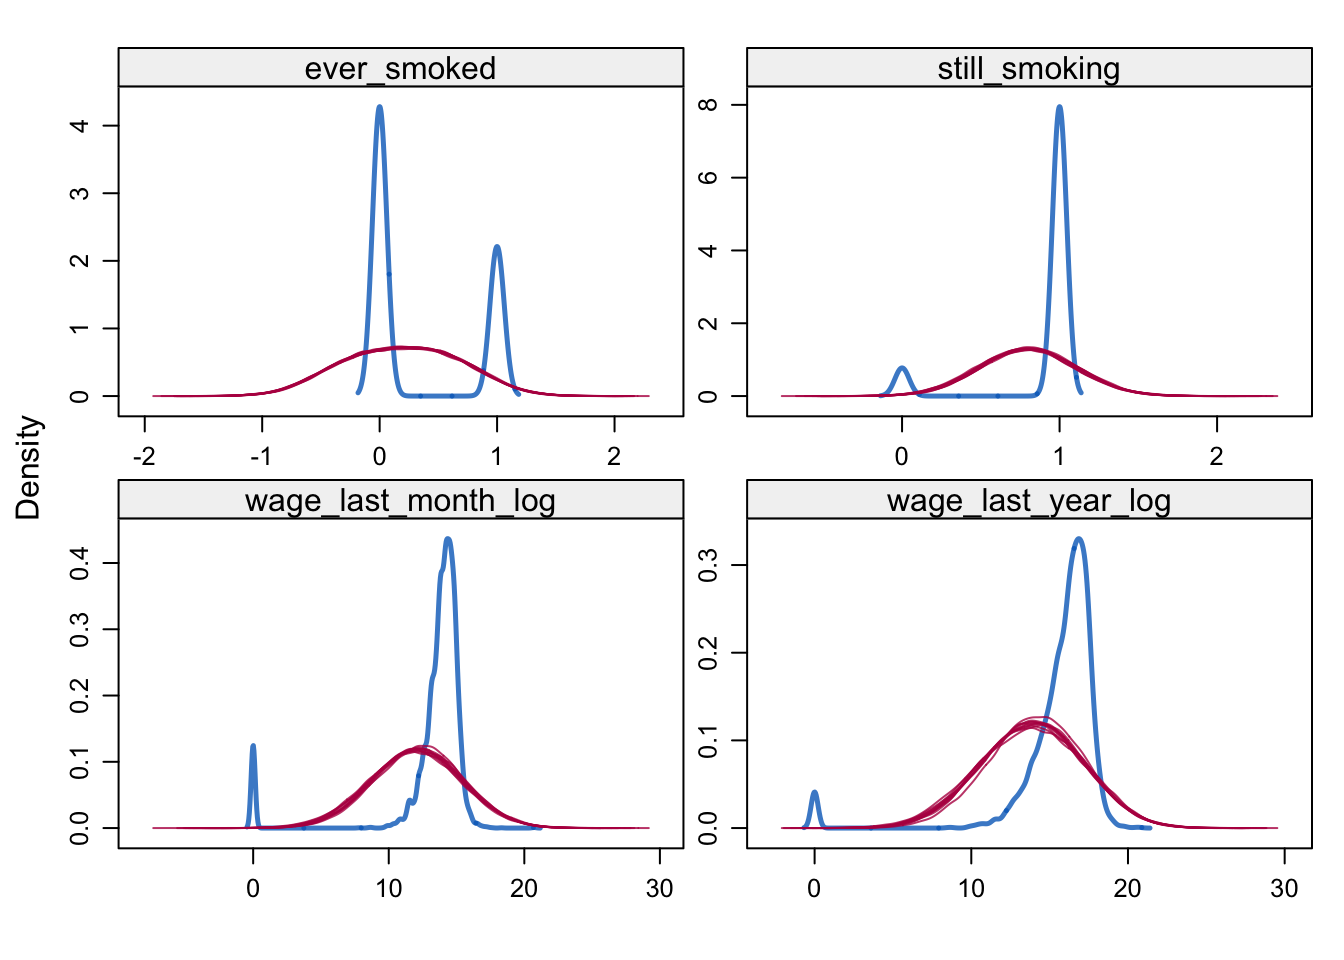 ever_smoked
still_smoking
0 1 2 3 4
0 2 4 6 8
-2 -1 0 1 2
0 1 2
Density
wage_last_month_log
wage_last_year_log
0.0 0.1 0.2 0.3 0.4
0.0 0.1 0.2 0.3
0 10 20 30
0 10 20 30